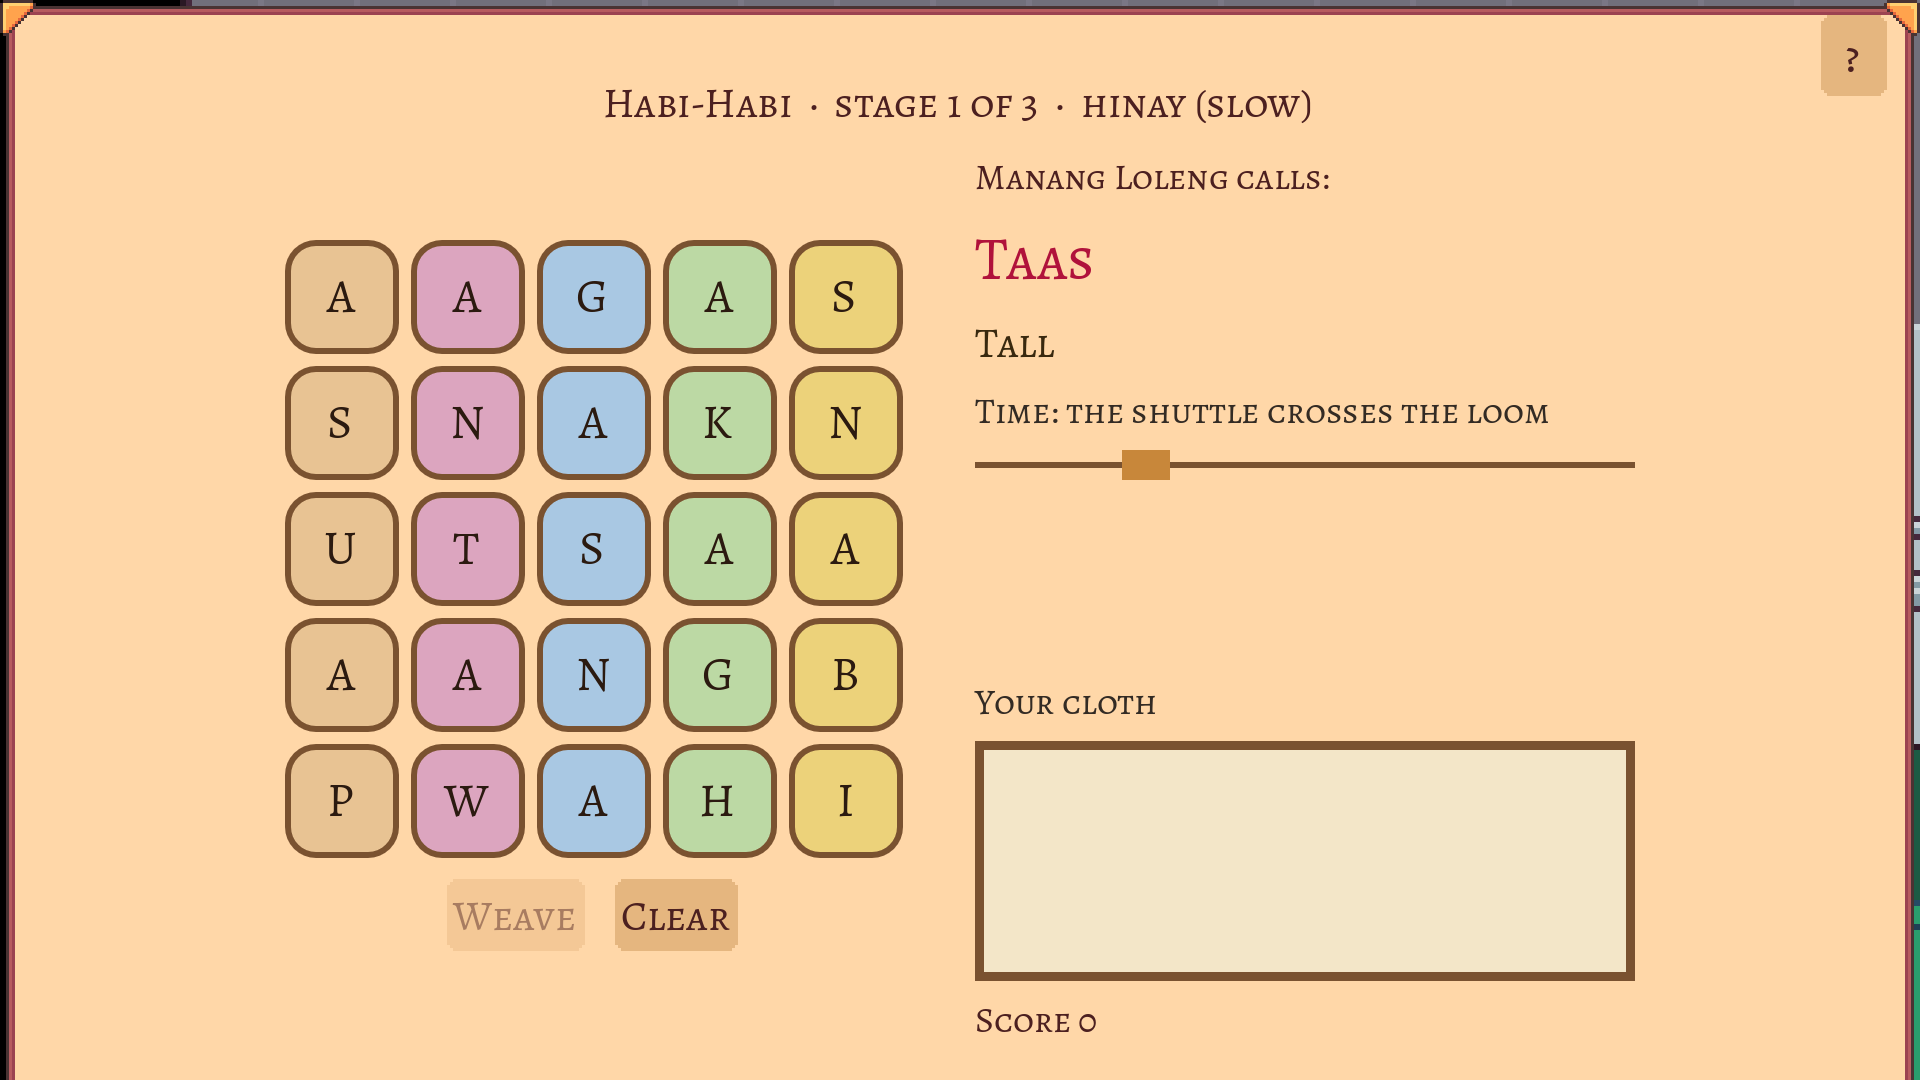 ?
Habi-Habi · stage 1 of 3 · hinay (slow)
Manang Loleng calls:
Taas
Tall
Time: the shuttle crosses the loom
A A G A S
S N A K N
U T S A A
A A N G B
P W A H I
Weave Clear
Your cloth
Score 0